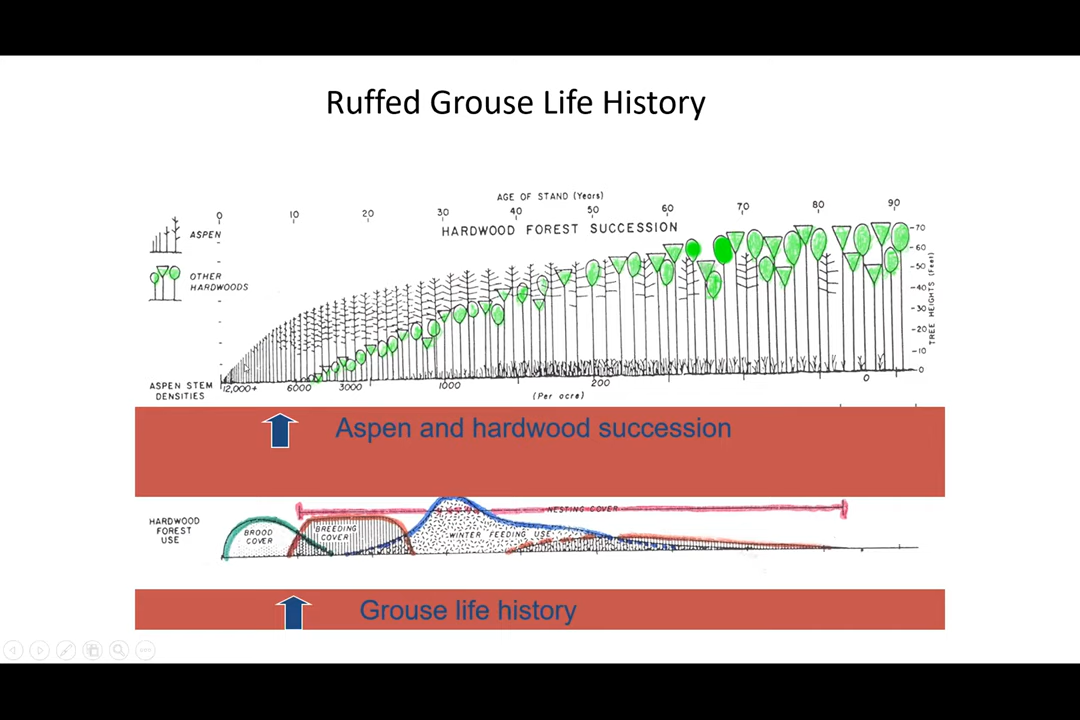 Ruffed Grouse Life History
AGE OF STAND (Years)
0 10 20 30 40 50 60 70 80 90
HARDWOOD FOREST SUCCESSION
ASPEN
OTHER
HARDWOODS
70
60
50
40
30
20
10
0
TREE HEIGHTS (Feet)
ASPEN STEM
DENSITIES
12,000+ 6000 3000 1000 200 0
(Per acre)
Aspen and hardwood succession
HARDWOOD
FOREST
USE
NESTING COVER
BROOD
COVER
BREEDING
COVER
WINTER FEEDING USE
Grouse life history